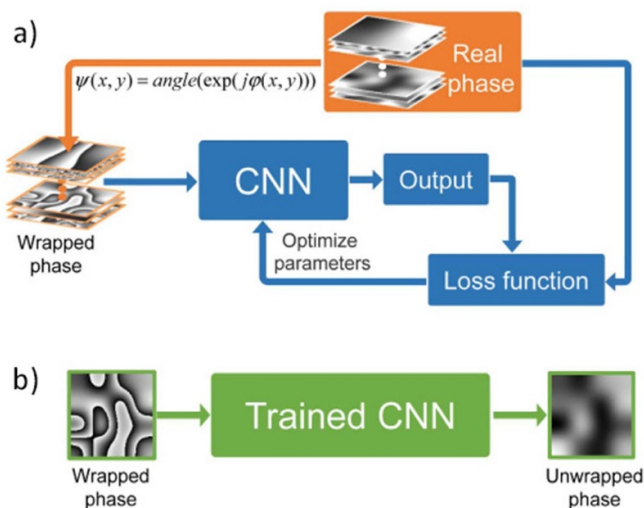 a)
Real
phase
ψ(x, y) = angle(exp(jφ(x, y)))
CNN
Output
Wrapped
phase
Optimize
parameters
Loss function
b)
Trained CNN
Wrapped
phase
Unwrapped
phase